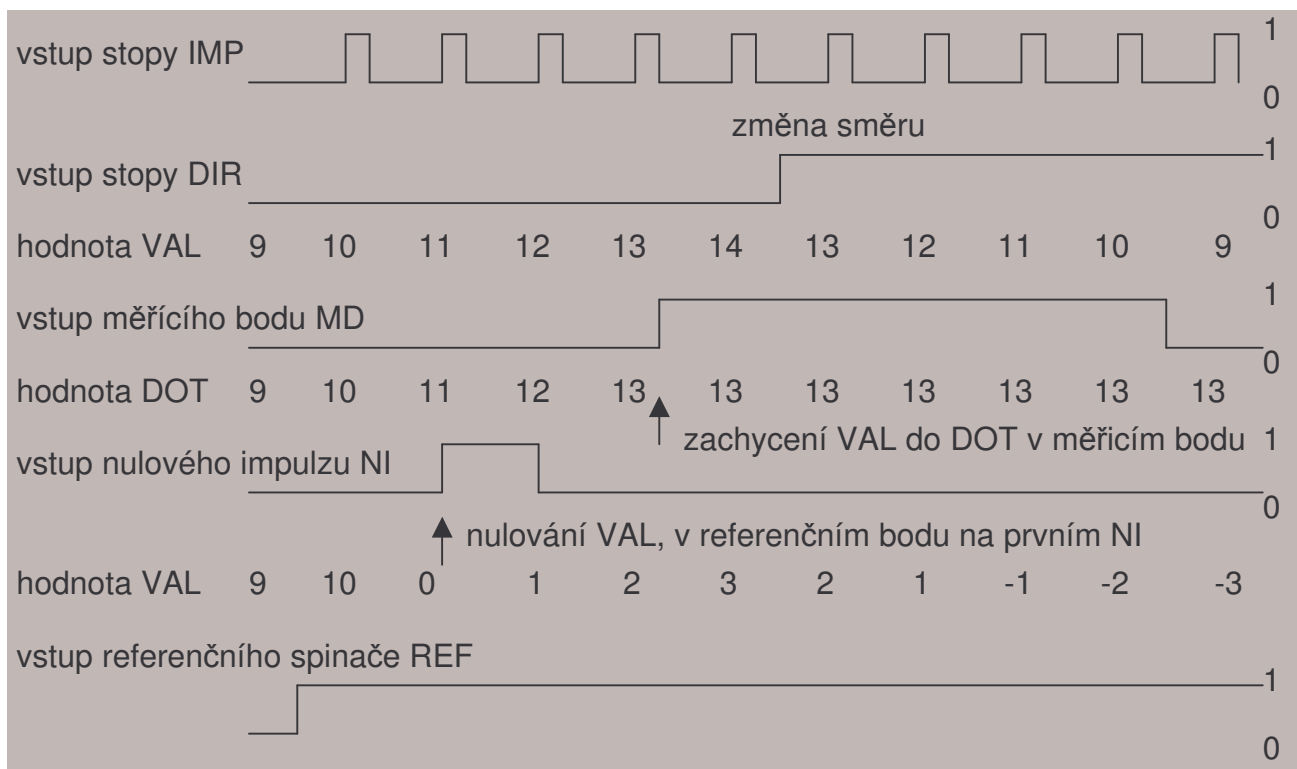 1
vstup stopy IMP
0
změna směru
1
vstup stopy DIR
0
hodnota VAL 9 10 11 12 13 14 13 12 11 10 9
1
vstup měřícího bodu MD
0
hodnota DOT 9 10 11 12 13 13 13 13 13 13 13
zachycení VAL do DOT v měřicím bodu 1
vstup nulového impulzu NI
0
nulování VAL, v referenčním bodu na prvním NI
hodnota VAL 9 10 0 1 2 3 2 1 -1 -2 -3
vstup referenčního spinače REF
1
0